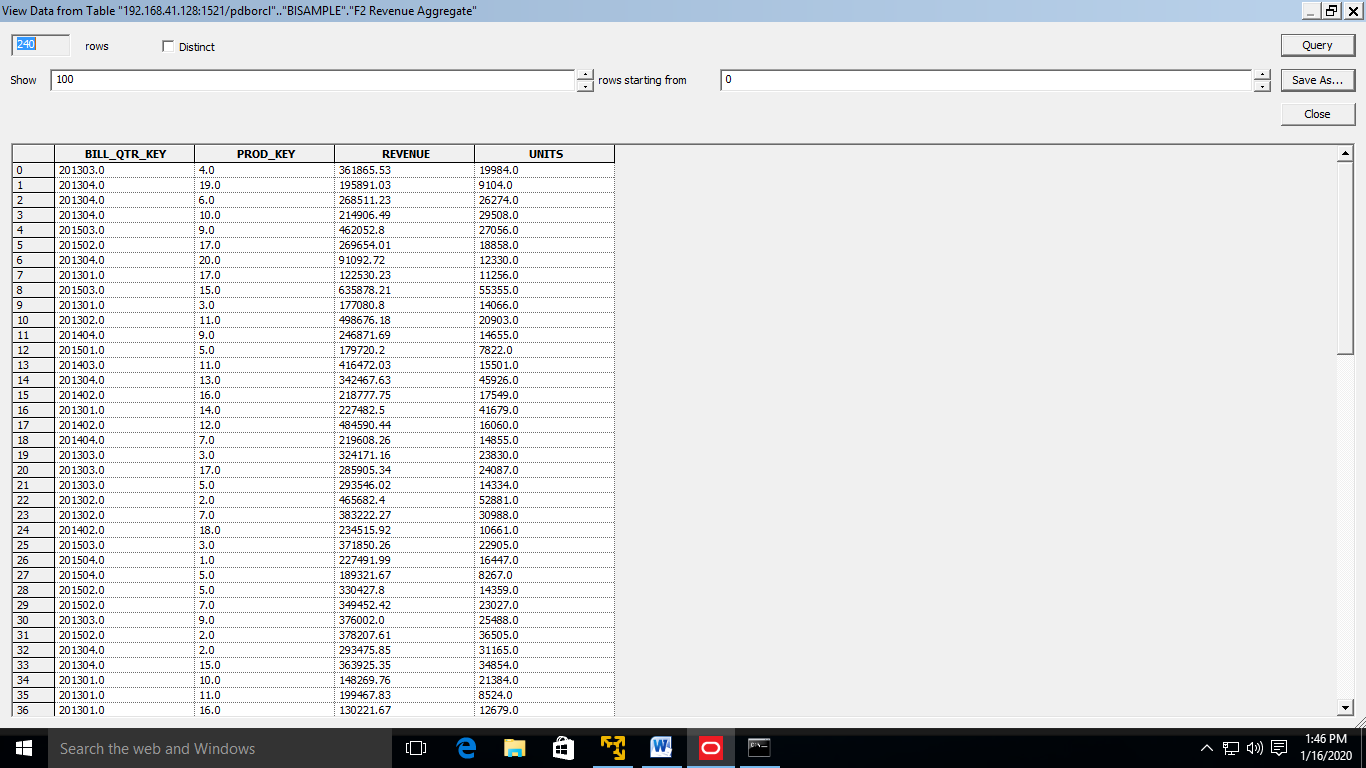 View Data from Table "192.168.41.128:1521/pdborcl".."BISAMPLE"."F2 Revenue Aggregate"
240 rows Distinct Query
Show 100 rows starting from 0 Save As...
Close
BILL_QTR_KEY PROD_KEY REVENUE UNITS
0 201303.0 4.0 361865.53 19984.0
1 201304.0 19.0 195891.03 9104.0
2 201304.0 6.0 268511.23 26274.0
3 201304.0 10.0 214906.49 29508.0
4 201503.0 9.0 462052.8 27056.0
5 201502.0 17.0 269654.01 18858.0
6 201304.0 20.0 91092.72 12330.0
7 201301.0 17.0 122530.23 11256.0
8 201503.0 15.0 635878.21 55355.0
9 201301.0 3.0 177080.8 14066.0
10 201302.0 11.0 498676.18 20903.0
11 201404.0 9.0 246871.69 14655.0
12 201501.0 5.0 179720.2 7822.0
13 201403.0 11.0 416472.03 15501.0
14 201304.0 13.0 342467.63 45926.0
15 201402.0 16.0 218777.75 17549.0
16 201301.0 14.0 227482.5 41679.0
17 201402.0 12.0 484590.44 16060.0
18 201404.0 7.0 219608.26 14855.0
19 201303.0 3.0 324171.16 23830.0
20 201303.0 17.0 285905.34 24087.0
21 201303.0 5.0 293546.02 14334.0
22 201302.0 2.0 465682.4 52881.0
23 201302.0 7.0 383222.27 30988.0
24 201402.0 18.0 234515.92 10661.0
25 201503.0 3.0 371850.26 22905.0
26 201504.0 1.0 227491.99 16447.0
27 201504.0 5.0 189321.67 8267.0
28 201502.0 5.0 330427.8 14359.0
29 201502.0 7.0 349452.42 23027.0
30 201303.0 9.0 376002.0 25488.0
31 201502.0 2.0 378207.61 36505.0
32 201304.0 2.0 293475.85 31165.0
33 201304.0 15.0 363925.35 34854.0
34 201301.0 10.0 148269.76 21384.0
35 201301.0 11.0 199467.83 8524.0
36 201301.0 16.0 130221.67 12679.0
Search the web and Windows
1:46 PM
1/16/2020